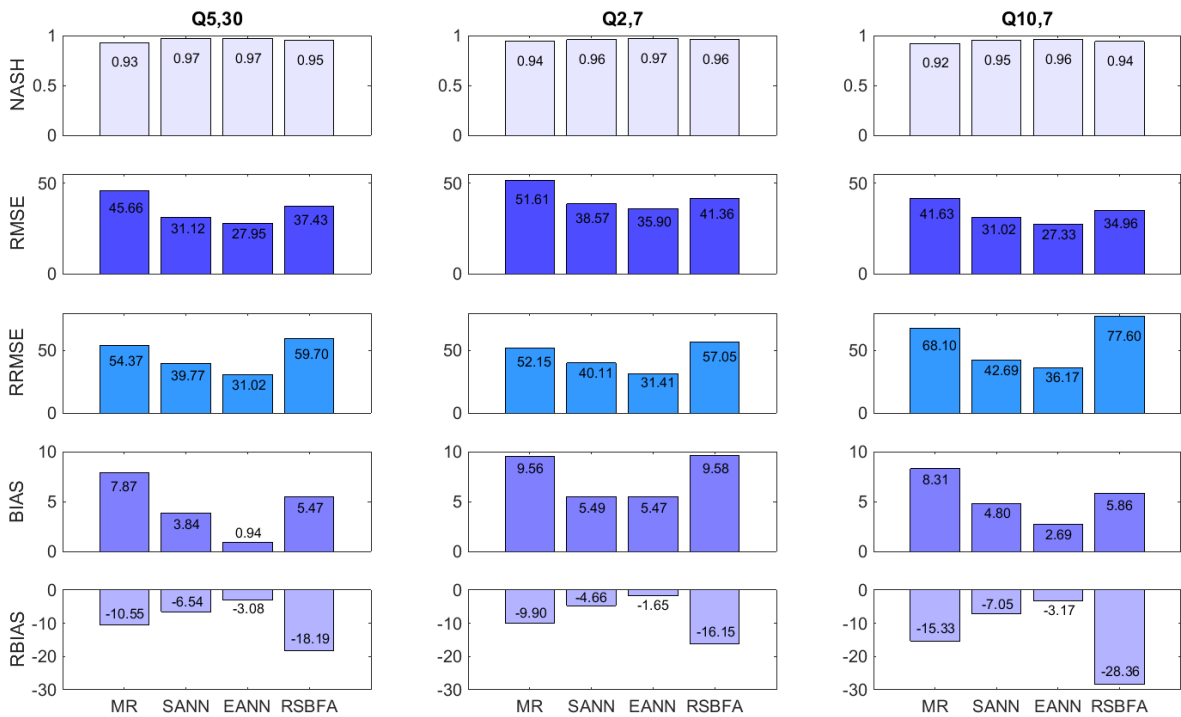 Q5,30 Q2,7 Q10,7
1 1 1
NASH
0.93 0.97 0.97 0.95 0.94 0.96 0.97 0.96 0.92 0.95 0.96 0.94
0.5 0.5 0.5
0 0 0
50 50 50
RMSE
45.66 31.12 27.95 37.43 51.61 38.57 35.90 41.36 41.63 31.02 27.33 34.96
0 0 0
RRMSE
50 50 50
54.37 39.77 31.02 59.70 52.15 40.11 31.41 57.05 68.10 42.69 36.17 77.60
0 0 0
10 10 10
BIAS
7.87 3.84 0.94 5.47 9.56 5.49 5.47 9.58 8.31 4.80 2.69 5.86
5 5 5
0 0 0
0 0 0
RBIAS
-10.55 -6.54 -3.08 -18.19 -9.90 -4.66 -1.65 -16.15 -15.33 -7.05 -3.17 -28.36
-10 -10 -10
-20 -20 -20
-30 -30 -30
MR SANN EANN RSBFA MR SANN EANN RSBFA MR SANN EANN RSBFA